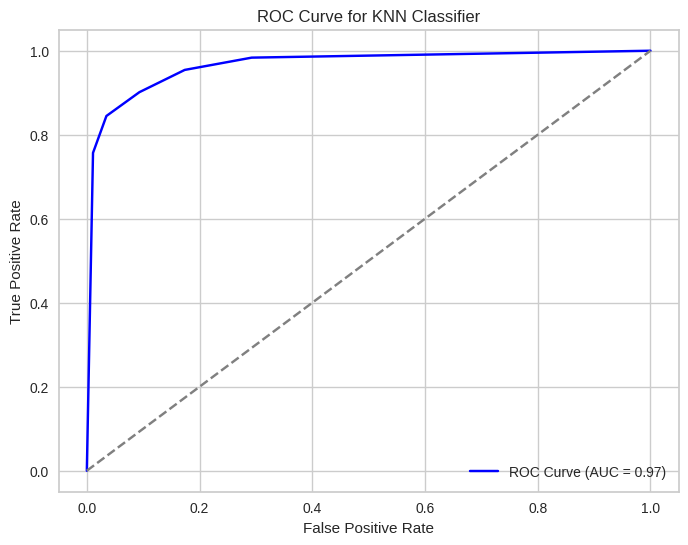 ROC Curve for KNN Classifier
True Positive Rate
1.0
0.8
0.6
0.4
0.2
0.0
ROC Curve (AUC = 0.97)
0.0 0.2 0.4 0.6 0.8 1.0
False Positive Rate